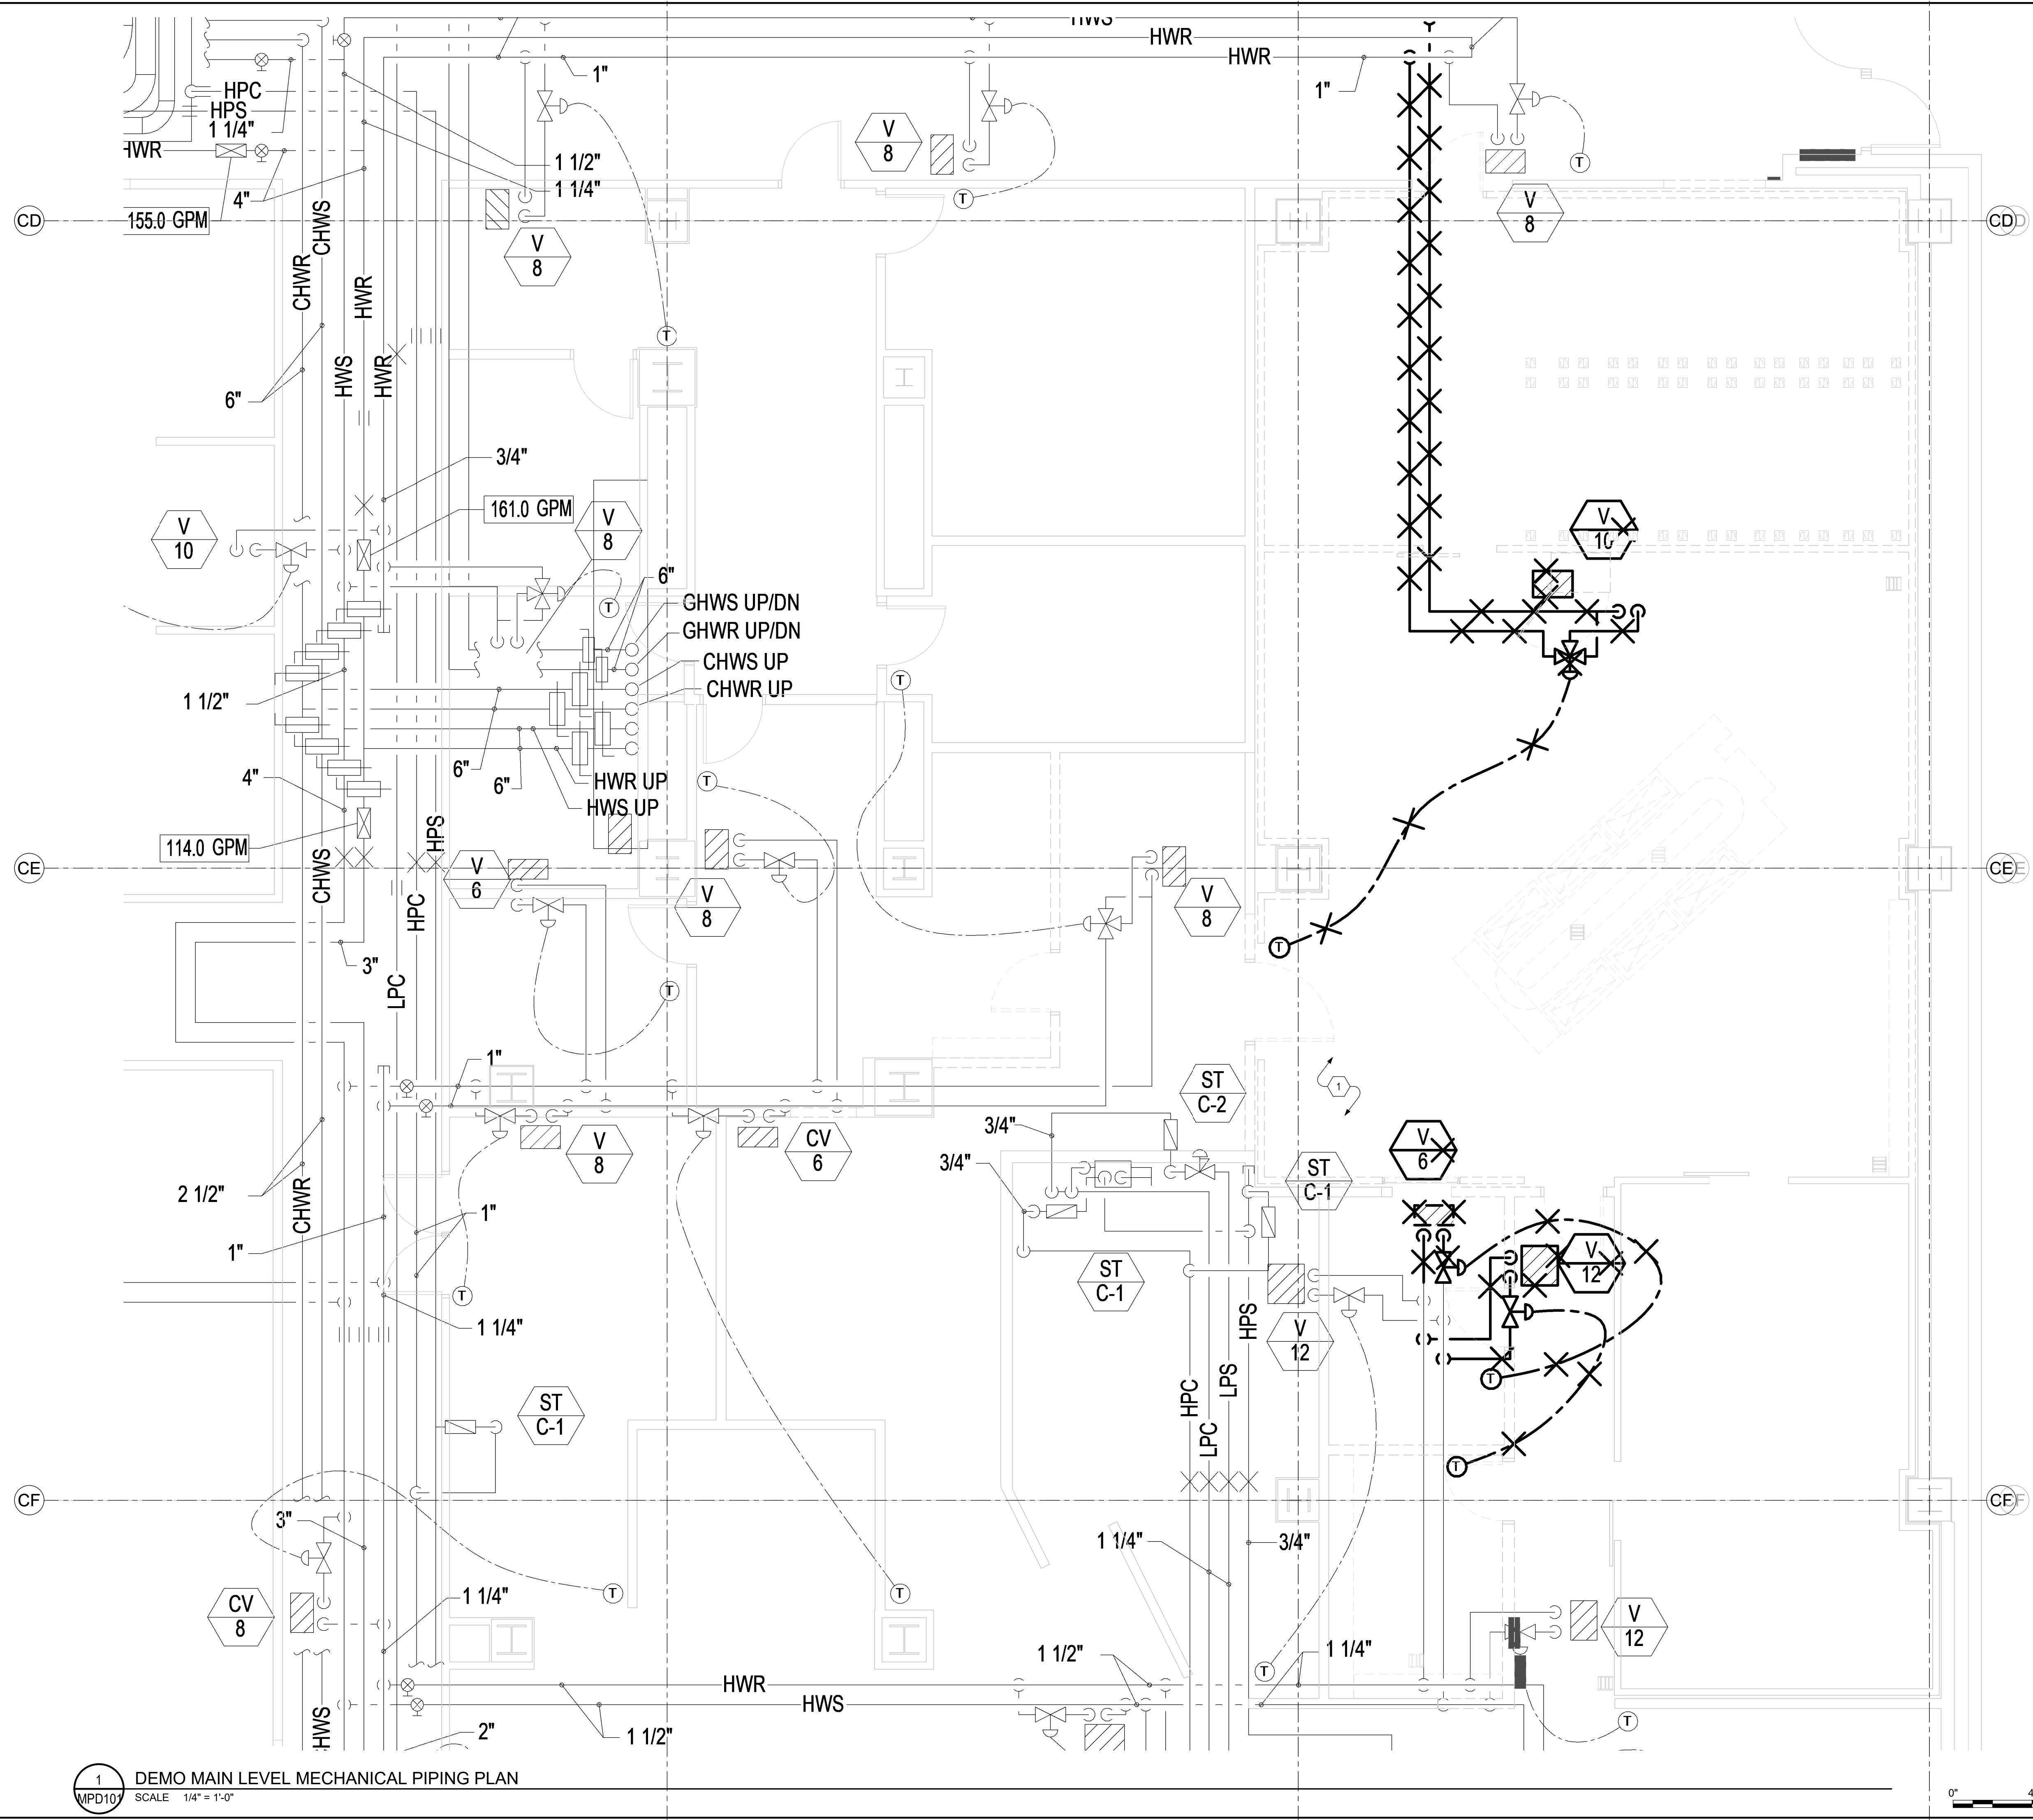 HWS
HWR
HWR
1"
1"
HPC
HPS
1 1/4"
HWR
4"
155.0 GPM
1 1/2"
1 1/4"
V
8
V
8
V
8
T
T
T
CD
CD
CHWS
CHWR
HWR
HWS
HWR
6"
3/4"
161.0 GPM
V
8
V
10
V
10
T
6"
GHWS UP/DN
GHWR UP/DN
CHWS UP
CHWR UP
1 1/2"
6"
6"
HWR UP
HWS UP
4"
114.0 GPM
T
T
HPS
CHWS
V
6
V
8
V
8
CE
CE
HPC
LPC
3"
T
T
1"
ST
C-2
1
3/4"
3/4"
V
8
CV
6
ST
C-1
V
6
2 1/2"
CHWR
1"
1"
1 1/4"
T
ST
C-1
V
12
V
12
HPS
LPS
HPC
LPC
T
T
ST
C-1
CF
CF
3"
1 1/4"
3/4"
CV
8
1 1/4"
T
T
V
12
1 1/2"
1 1/4"
T
HWR
HWS
1 1/2"
2"
CHWS
T
1
MPD101
DEMO MAIN LEVEL MECHANICAL PIPING PLAN
SCALE 1/4" = 1'-0"
0"
4